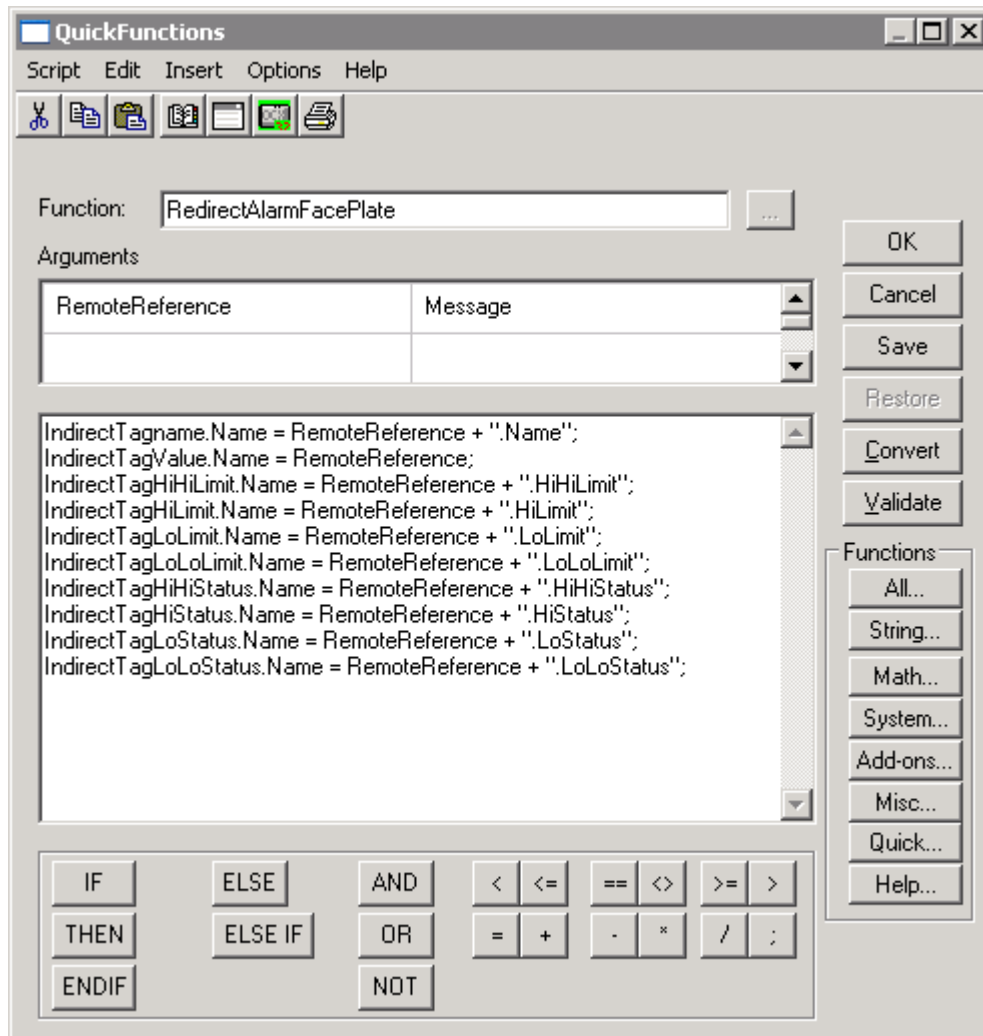 QuickFunctions
Script Edit Insert Options Help
Function: RedirectAlarmFacePlate ...
Arguments
RemoteReference Message
IndirectTagname.Name = RemoteReference + ".Name";
IndirectTagValue.Name = RemoteReference;
IndirectTagHiHiLimit.Name = RemoteReference + ".HiHiLimit";
IndirectTagHiLimit.Name = RemoteReference + ".HiLimit";
IndirectTagLoLimit.Name = RemoteReference + ".LoLimit";
IndirectTagLoLoLimit.Name = RemoteReference + ".LoLoLimit";
IndirectTagHiHiStatus.Name = RemoteReference + ".HiHiStatus";
IndirectTagHiStatus.Name = RemoteReference + ".HiStatus";
IndirectTagLoStatus.Name = RemoteReference + ".LoStatus";
IndirectTagLoLoStatus.Name = RemoteReference + ".LoLoStatus";
OK
Cancel
Save
Restore
Convert
Validate
Functions
All...
String...
Math...
System...
Add-ons...
Misc...
Quick...
Help...
IF ELSE AND < <= == <> >= >
THEN ELSE IF OR = + - * / ;
ENDIF NOT